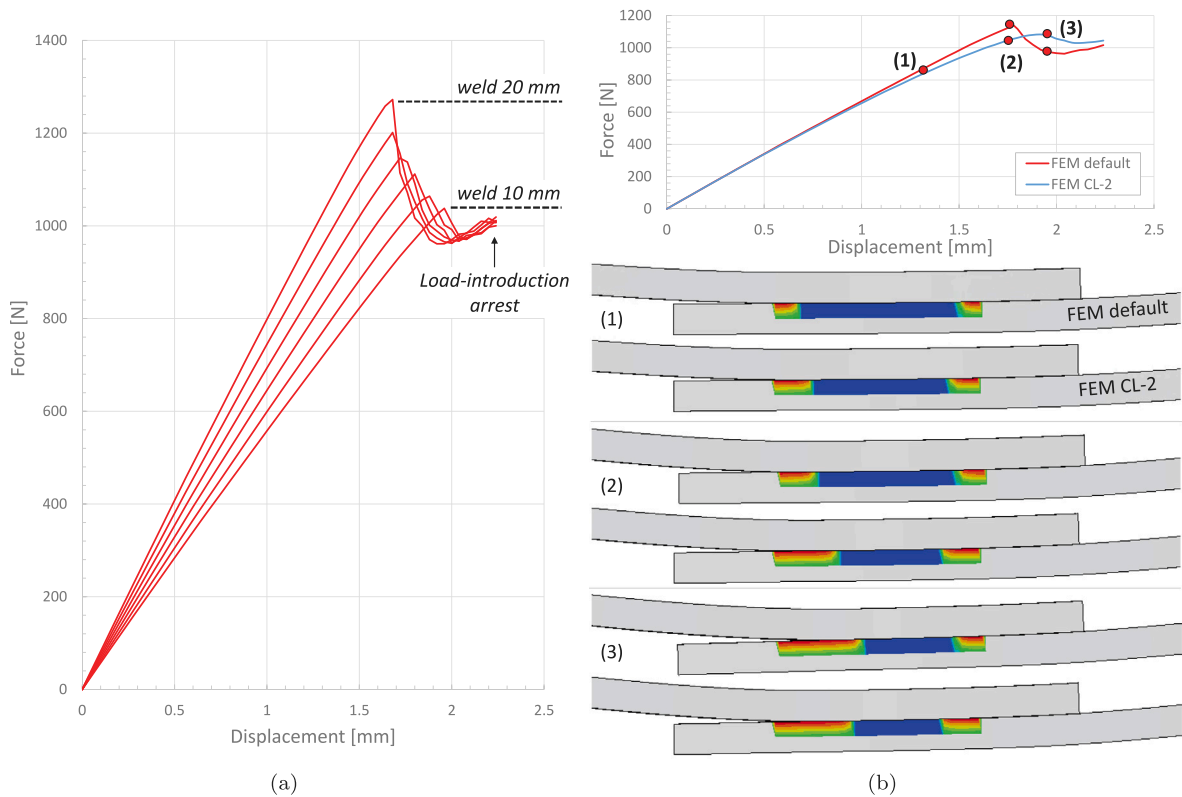 1400
1200
1000
800
600
400
200
0
Force [N]
0
0.5
1
1.5
2
2.5
Displacement [mm]
weld 20 mm
weld 10 mm
Load-introduction
arrest
(a)
1200
1000
800
600
400
200
0
Force [N]
0
0.5
1
1.5
2
2.5
Displacement [mm]
(1)
(2)
(3)
FEM default
FEM CL-2
(1)
FEM default
FEM CL-2
(2)
(3)
(b)